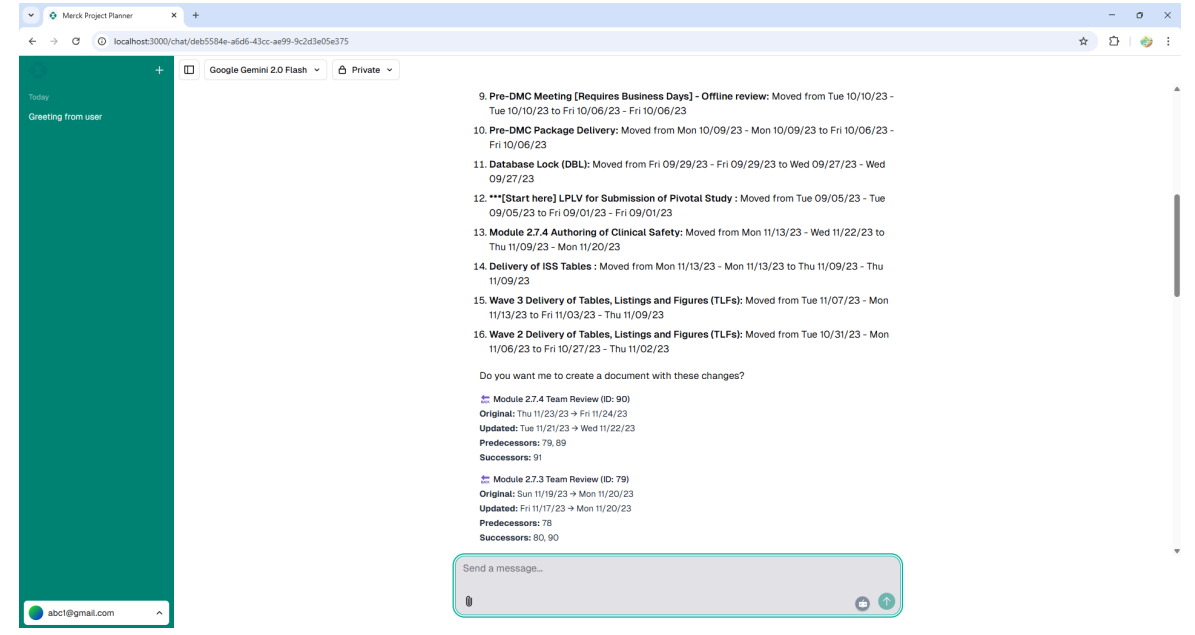 Merck Project Planner
localhost:3000/chat/deb5584e-a6d6-43cc-ae99-9c2d3e05e375
Google Gemini 2.0 Flash
Private
Today
Greeting from user
9. Pre-DMC Meeting [Requires Business Days] - Offline review: Moved from Tue 10/10/23 -
Tue 10/10/23 to Fri 10/06/23 - Fri 10/06/23
10. Pre-DMC Package Delivery: Moved from Mon 10/09/23 - Mon 10/09/23 to Fri 10/06/23 -
Fri 10/06/23
11. Database Lock (DBL): Moved from Fri 09/29/23 - Fri 09/29/23 to Wed 09/27/23 - Wed
09/27/23
12. ***[Start here] LPLV for Submission of Pivotal Study : Moved from Tue 09/05/23 - Tue
09/05/23 to Fri 09/01/23 - Fri 09/01/23
13. Module 2.7.4 Authoring of Clinical Safety: Moved from Mon 11/13/23 - Wed 11/22/23 to
Thu 11/09/23 - Mon 11/20/23
14. Delivery of ISS Tables : Moved from Mon 11/13/23 - Mon 11/13/23 to Thu 11/09/23 - Thu
11/09/23
15. Wave 3 Delivery of Tables, Listings and Figures (TLFs): Moved from Tue 11/07/23 - Mon
11/13/23 to Fri 11/03/23 - Thu 11/09/23
16. Wave 2 Delivery of Tables, Listings and Figures (TLFs): Moved from Tue 10/31/23 - Mon
11/06/23 to Fri 10/27/23 - Thu 11/02/23
Do you want me to create a document with these changes?
🔙 Module 2.7.4 Team Review (ID: 90)
Original: Thu 11/23/23 → Fri 11/24/23
Updated: Tue 11/21/23 → Wed 11/22/23
Predecessors: 79, 89
Successors: 91
🔙 Module 2.7.3 Team Review (ID: 79)
Original: Sun 11/19/23 → Mon 11/20/23
Updated: Fri 11/17/23 → Mon 11/20/23
Predecessors: 78
Successors: 80, 90
Send a message...
abc1@gmail.com